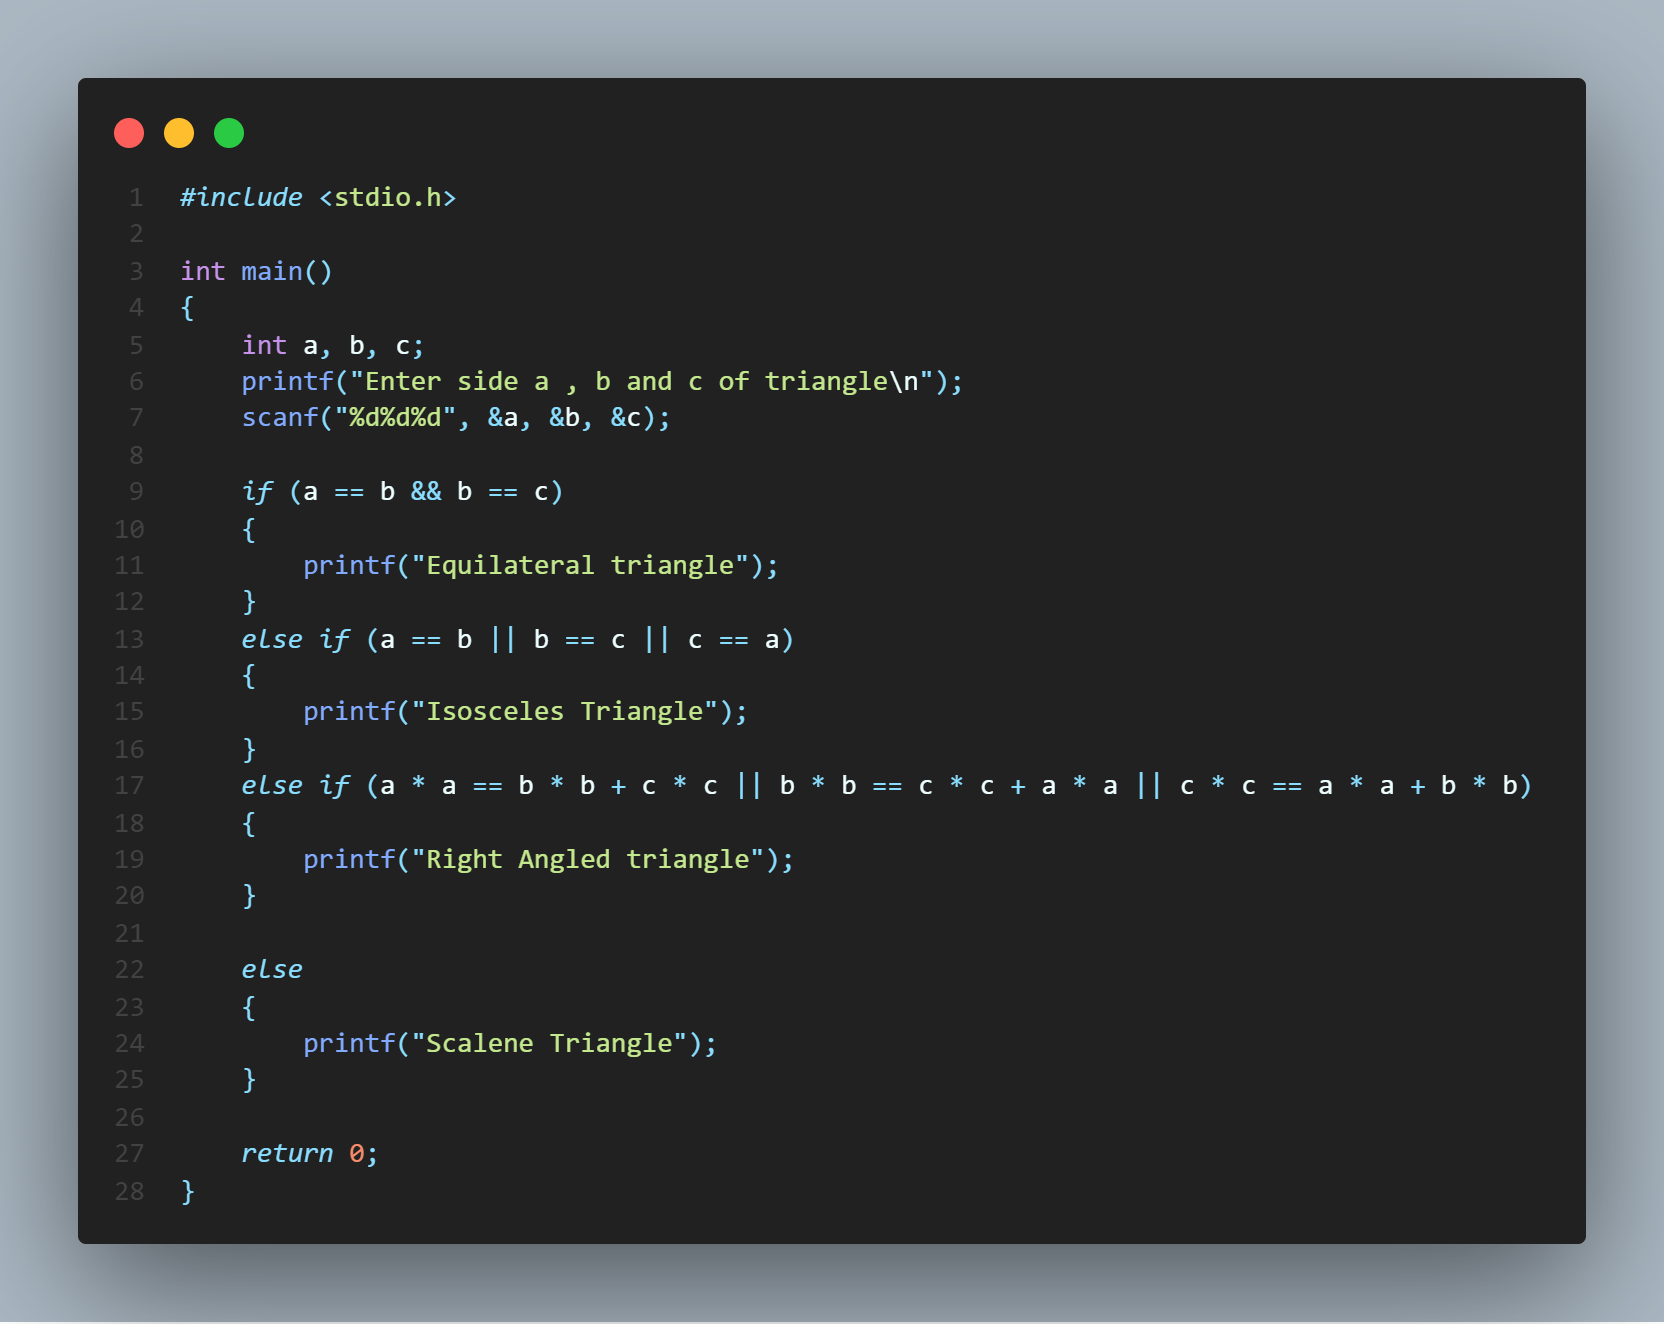 1 #include <stdio.h>
2
3 int main()
4 {
5     int a, b, c;
6     printf("Enter side a , b and c of triangle\n");
7     scanf("%d%d%d", &a, &b, &c);
8
9     if (a == b && b == c)
10     {
11         printf("Equilateral triangle");
12     }
13     else if (a == b || b == c || c == a)
14     {
15         printf("Isosceles Triangle");
16     }
17     else if (a * a == b * b + c * c || b * b == c * c + a * a || c * c == a * a + b * b)
18     {
19         printf("Right Angled triangle");
20     }
21
22     else
23     {
24         printf("Scalene Triangle");
25     }
26
27     return 0;
28 }